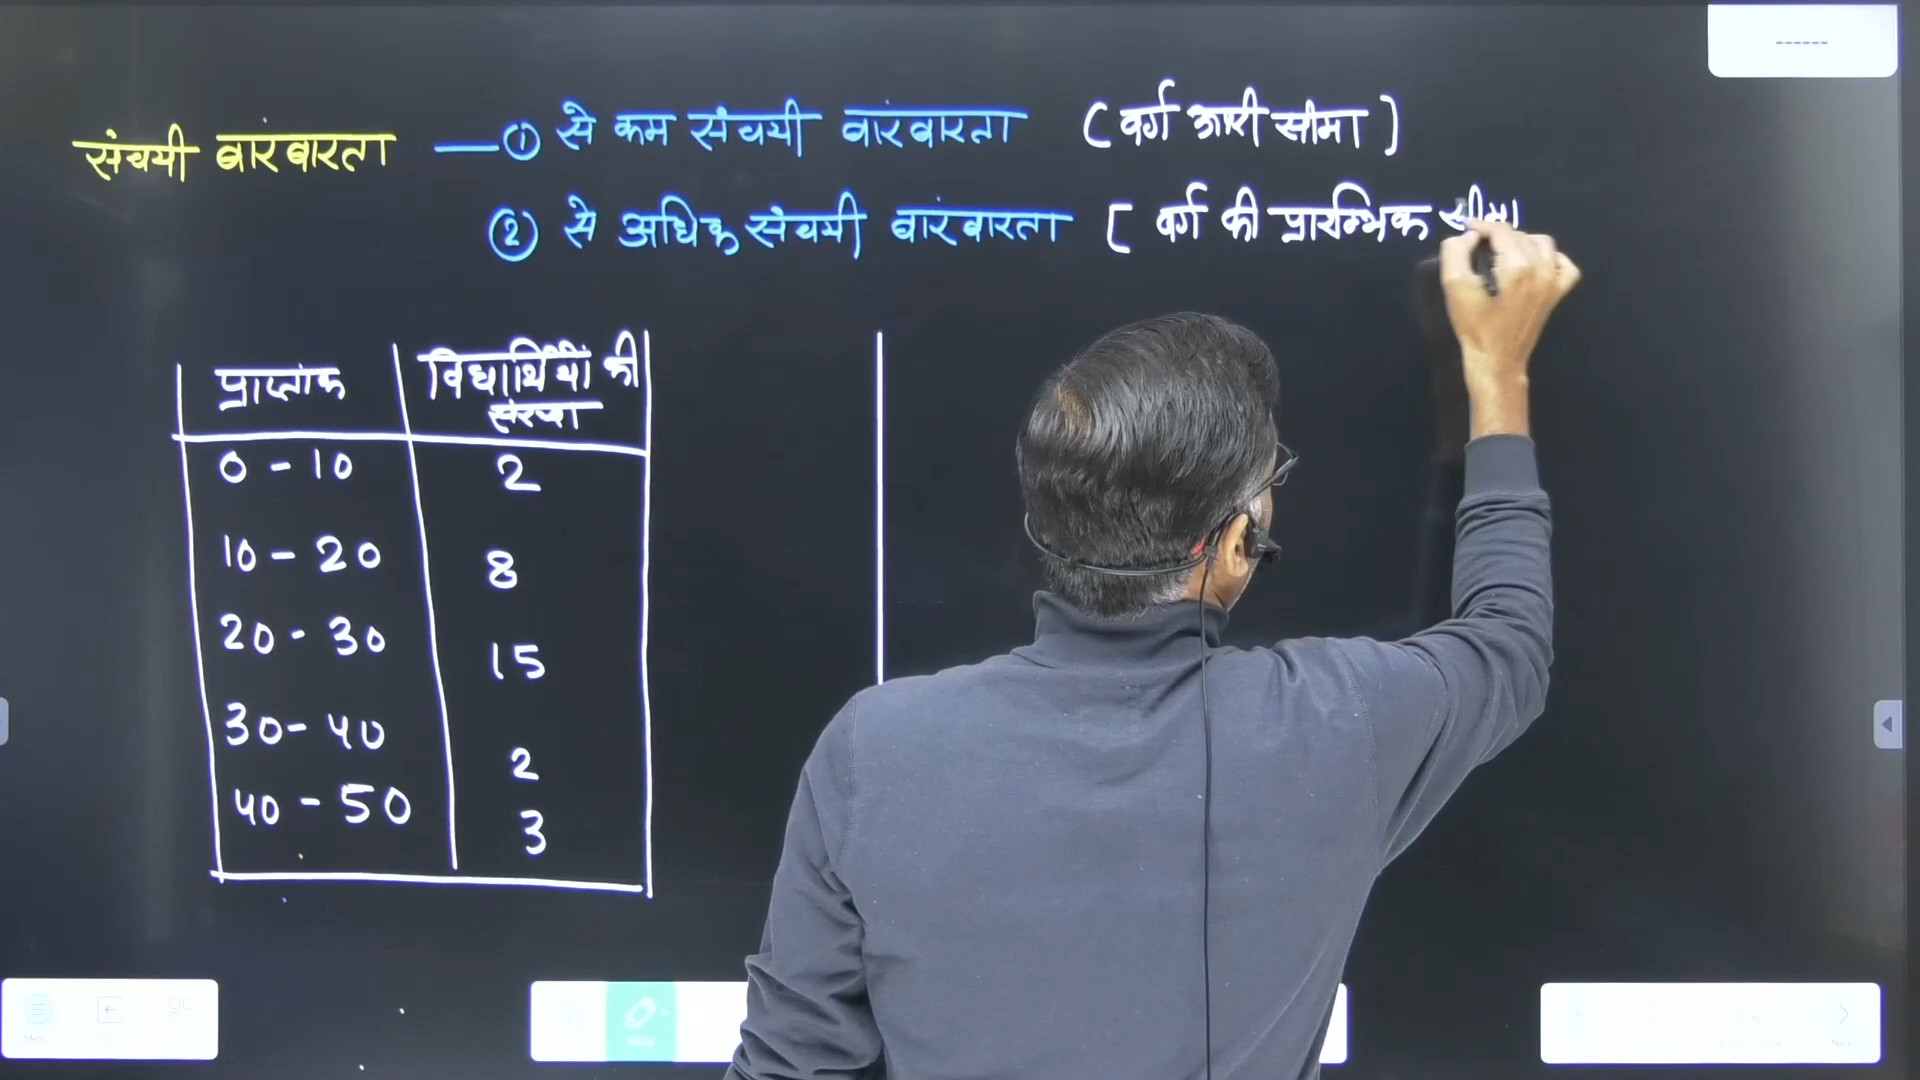 संचयी बारंबारता — ① से कम संचयी बारंबारता ( वर्ग ऊपरी सीमा )
② से अधिक संचयी बारंबारता [ वर्ग की प्रारम्भिक सीमा
प्राप्तांक विद्यार्थियों की संख्या
0 - 10 2
10 - 20 8
20 - 30 15
30 - 40 2
40 - 50 3
------